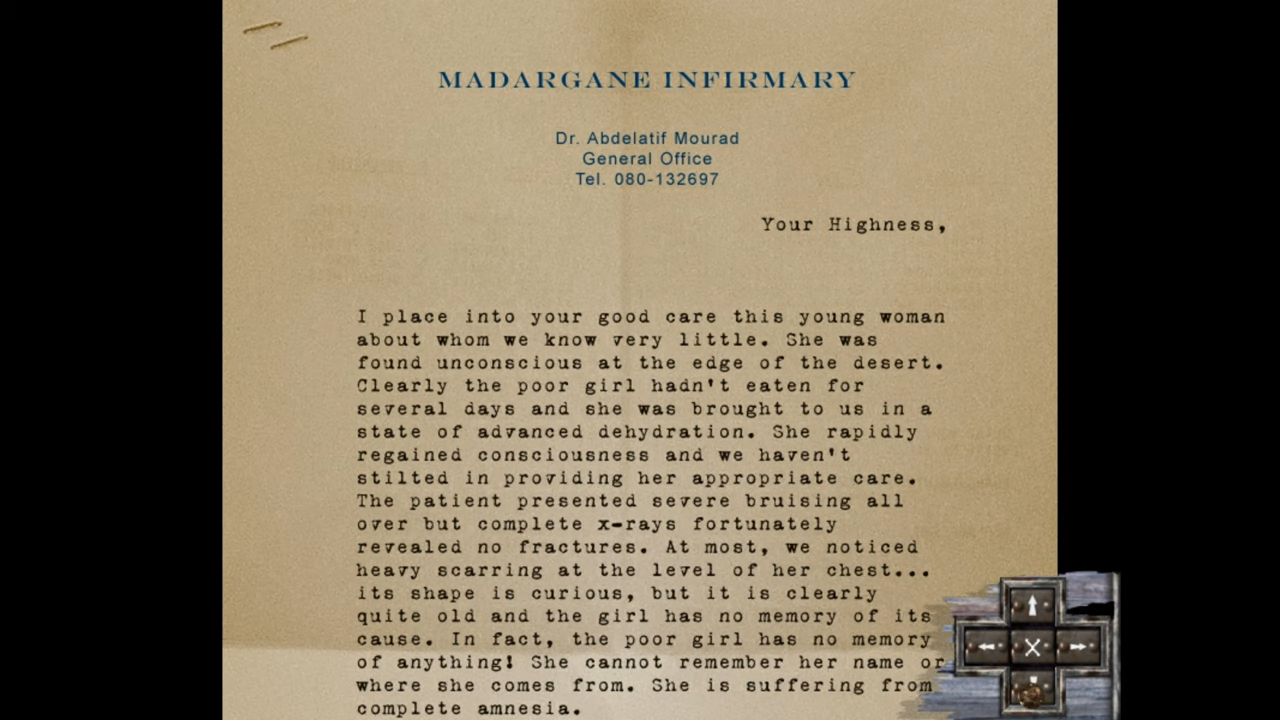 MADARGANE INFIRMARY
Dr. Abdelatif Mourad
General Office
Tel. 080-132697
Your Highness,
I place into your good care this young woman
about whom we know very little. She was
found unconscious at the edge of the desert.
Clearly the poor girl hadn't eaten for
several days and she was brought to us in a
state of advanced dehydration. She rapidly
regained consciousness and we haven't
stilted in providing her appropriate care.
The patient presented severe bruising all
over but complete x-rays fortunately
revealed no fractures. At most, we noticed
heavy scarring at the level of her chest...
its shape is curious, but it is clearly
quite old and the girl has no memory of its
cause. In fact, the poor girl has no memory
of anything! She cannot remember her name or
where she comes from. She is suffering from
complete amnesia.